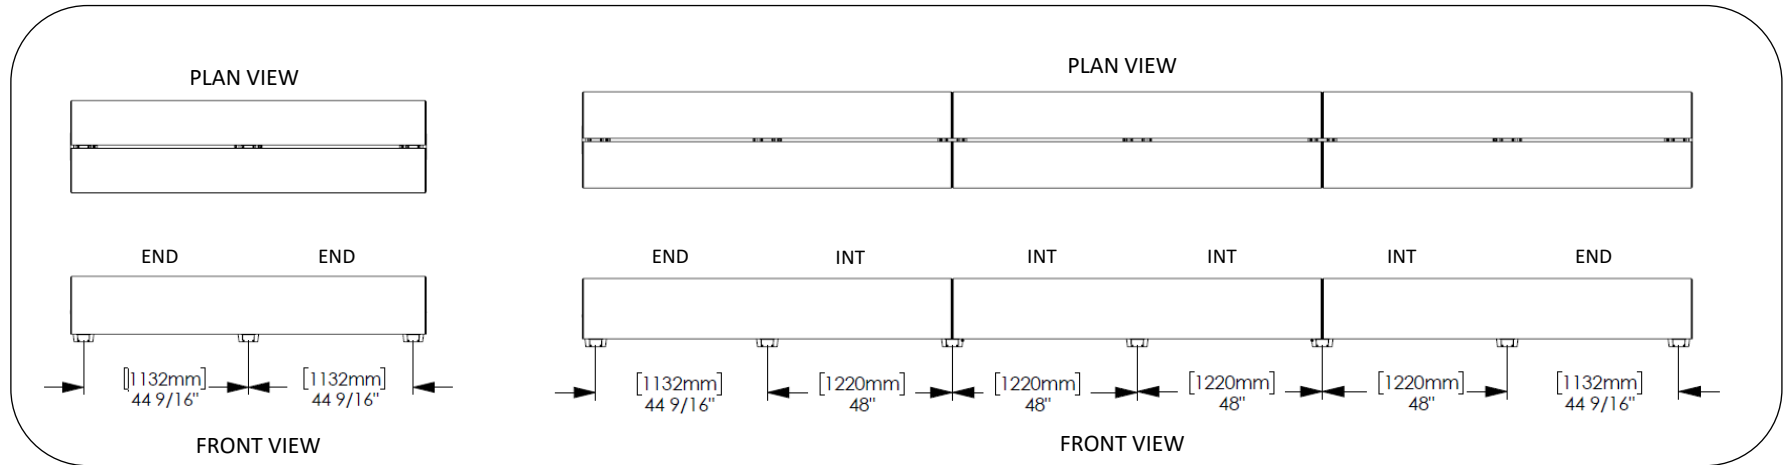 PLAN VIEW
PLAN VIEW
END END
END INT INT INT INT END
[1132mm] [1132mm]
44 9/16" 44 9/16"
[1132mm] [1220mm] [1220mm] [1220mm] [1220mm] [1132mm]
44 9/16" 48" 48" 48" 48" 44 9/16"
FRONT VIEW
FRONT VIEW